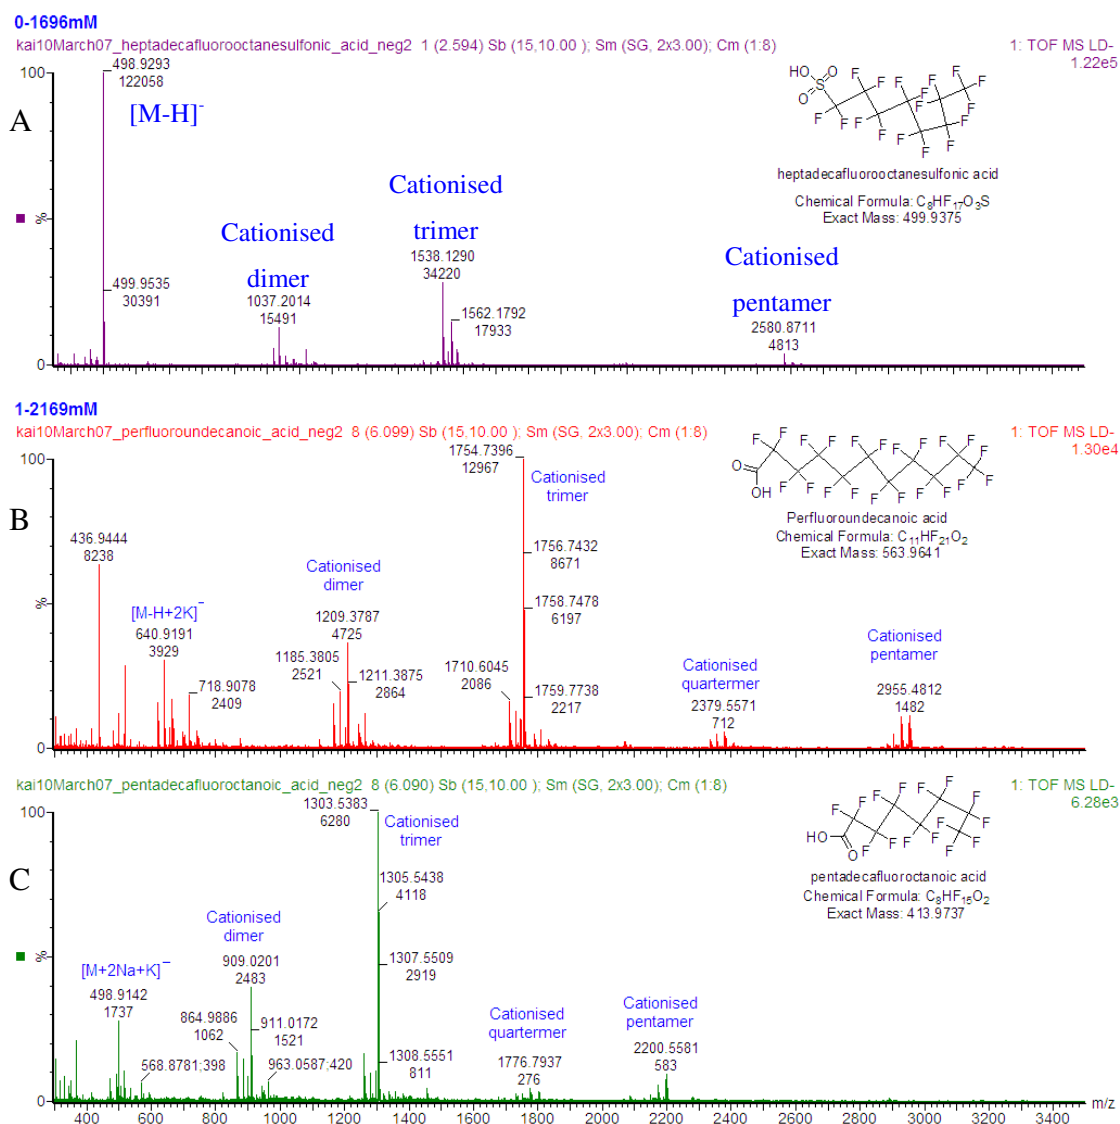 0-1696mM
kai10March07_heptadecafluorooctanesulfonic_acid_neg2 1 (2.594) Sb (15,10.00 ); Sm (SG, 2x3.00); Cm (1:8)
1: TOF MS LD-
1.22e5
100
498.9293
122058
[M-H]-
A
%
499.9535
30391
Cationised
dimer
1037.2014
15491
Cationised
trimer
1538.1290
34220
1562.1792
17933
Cationised
pentamer
2580.8711
4813
HO
S
O
O
F F F F F F F F F F F F F F F F F
heptadecafluorooctanesulfonic acid
Chemical Formula: C8HF17O3S
Exact Mass: 499.9375
0
1-2169mM
kai10March07_perfluoroundecanoic_acid_neg2 8 (6.099) Sb (15,10.00 ); Sm (SG, 2x3.00); Cm (1:8)
1: TOF MS LD-
1.30e4
100
B
%
436.9444
8238
[M-H+2K]-
640.9191
3929
718.9078
2409
Cationised
dimer
1209.3787
4725
1185.3805
2521
1211.3875
2864
1754.7396
12967
Cationised
trimer
1756.7432
8671
1758.7478
6197
1710.6045
2086
1759.7738
2217
Cationised
quartermer
2379.5571
712
Cationised
pentamer
2955.4812
1482
O
OH
F F F F F F F F F F F F F F F F F F F F F
Perfluoroundecanoic acid
Chemical Formula: C11HF21O2
Exact Mass: 563.9641
0
kai10March07_pentadecafluoroctanoic_acid_neg2 8 (6.090) Sb (15,10.00 ); Sm (SG, 2x3.00); Cm (1:8)
1: TOF MS LD-
6.28e3
100
C
%
[M+2Na+K]-
498.9142
1737
568.8781;398
Cationised
dimer
909.0201
2483
864.9886
1062
911.0172
1521
963.0587;420
1303.5383
6280
Cationised
trimer
1305.5438
4118
1307.5509
2919
1308.5551
811
Cationised
quartermer
1776.7937
276
Cationised
pentamer
2200.5581
583
HO
O
F F F F F F F F F F F F F F F
pentadecafluoroctanoic acid
Chemical Formula: C8HF15O2
Exact Mass: 413.9737
0
400 600 800 1000 1200 1400 1600 1800 2000 2200 2400 2600 2800 3000 3200 3400 m/z